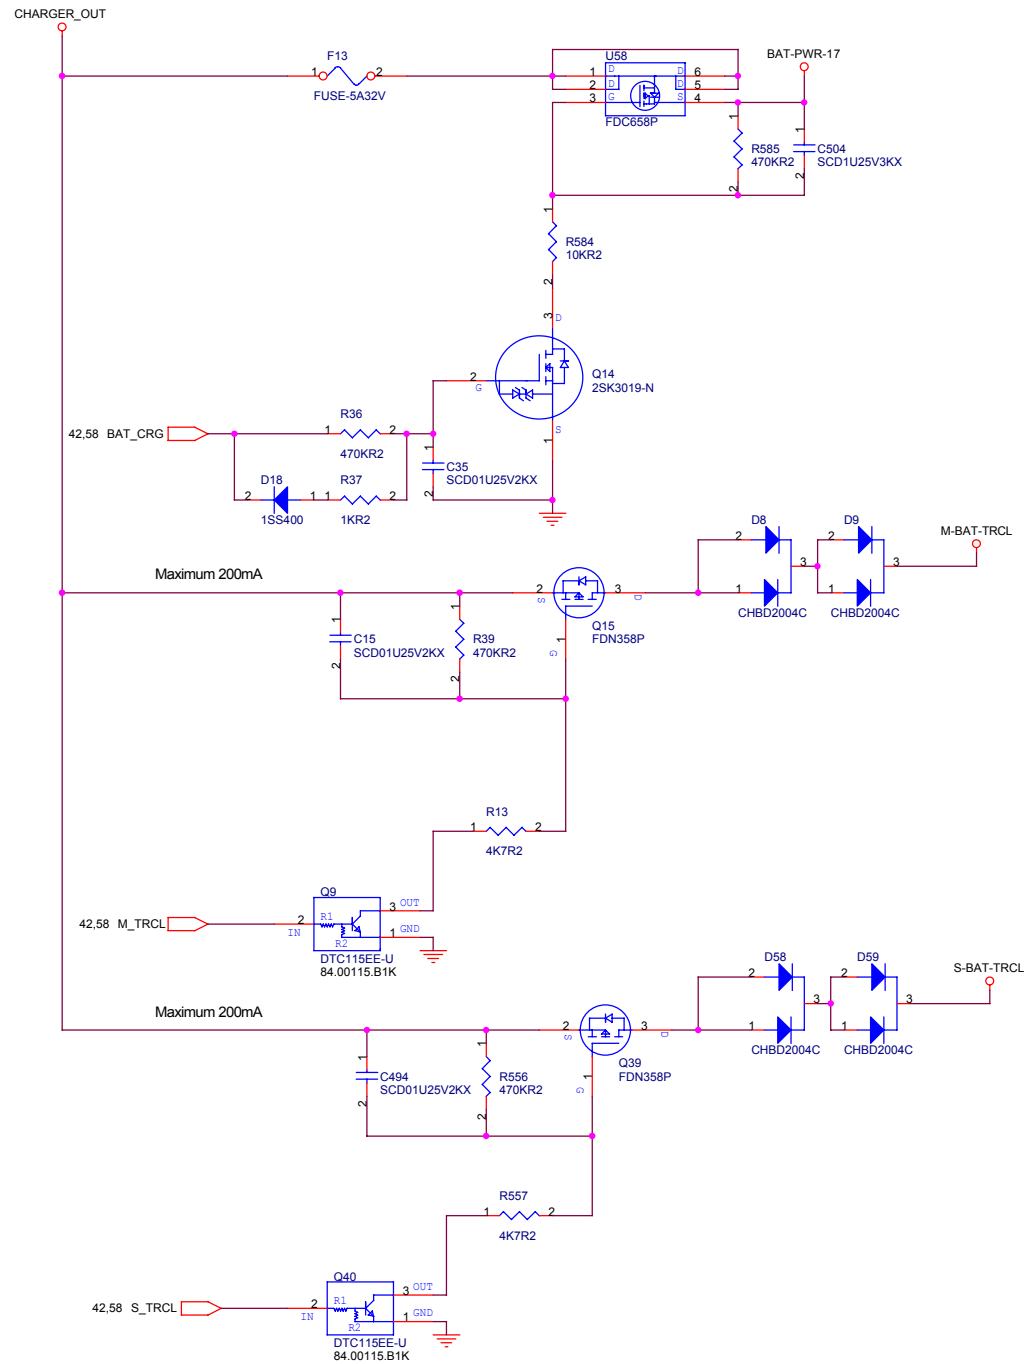 CHARGER_OUT
F13
1 2
FUSE-5A32V
U58
1 D D 6
2 D D 5
3 G S 4
FDC658P
BAT-PWR-17
1
R585
470KR2
2
1
C504
SCD1U25V3KX
2
1
R584
10KR2
2
3 D
2
G
Q14
2SK3019-N
S
1
42,58 BAT_CRG
R36
1 2
470KR2
D18
2 1
1SS400
R37
1 2
1KR2
1
C35
SCD01U25V2KX
2
D8
2
1
3
CHBD2004C
D9
2
1
3
CHBD2004C
M-BAT-TRCL
Maximum 200mA
1
C15
SCD01U25V2KX
2
1
R39
470KR2
2
2 3
S D
Q15
FDN358P
1
G
R13
1 2
4K7R2
42,58 M_TRCL
Q9
2
IN
R1
R2
3 OUT
1 GND
DTC115EE-U
84.00115.B1K
D58
2
1
3
CHBD2004C
D59
2
1
3
CHBD2004C
S-BAT-TRCL
Maximum 200mA
1
C494
SCD01U25V2KX
2
1
R556
470KR2
2
2 3
S D
Q39
FDN358P
1
G
R557
1 2
4K7R2
42,58 S_TRCL
Q40
2
IN
R1
R2
3 OUT
1 GND
DTC115EE-U
84.00115.B1K